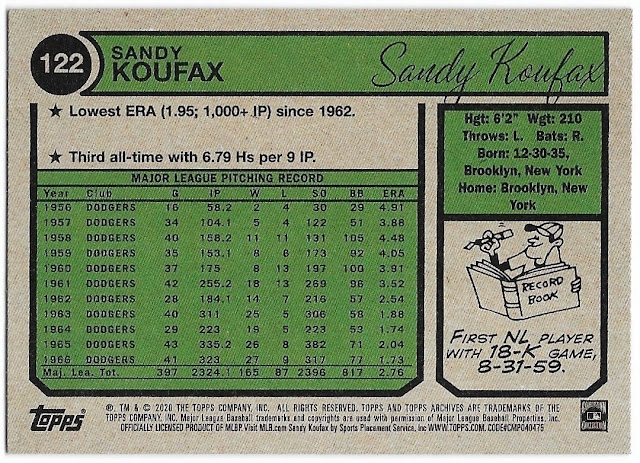 122
SANDY
KOUFAX
Sandy Koufax
★ Lowest ERA (1.95; 1,000+ IP) since 1962.
★ Third all-time with 6.79 Hs per 9 IP.
MAJOR LEAGUE PITCHING RECORD
Year Club G IP W L SO BB ERA
1956 DODGERS 16 58.2 2 4 30 29 4.91
1957 DODGERS 34 104.1 5 4 122 51 3.88
1958 DODGERS 40 158.2 11 11 131 105 4.48
1959 DODGERS 35 153.1 8 6 173 92 4.05
1960 DODGERS 37 175 8 13 197 100 3.91
1961 DODGERS 42 255.2 18 13 269 96 3.52
1962 DODGERS 28 184.1 14 7 216 57 2.54
1963 DODGERS 40 311 25 5 306 58 1.88
1964 DODGERS 29 223 19 5 223 53 1.74
1965 DODGERS 43 335.2 26 8 382 71 2.04
1966 DODGERS 41 323 27 9 317 77 1.73
Maj. Lea. Tot. 397 2324.1 165 87 2396 817 2.76
Hgt: 6'2" Wgt: 210
Throws: L. Bats: R.
Born: 12-30-35,
Brooklyn, New York
Home: Brooklyn, New
York
RECORD
BOOK
FIRST NL PLAYER
WITH 18-K GAME,
8-31-59.
Topps
®, TM & © 2020 THE TOPPS COMPANY, INC. ALL RIGHTS RESERVED. TOPPS AND TOPPS ARCHIVES ARE TRADEMARKS OF THE
TOPPS COMPANY, INC. Major League Baseball trademarks and copyrights are used with permission of Major League Baseball Properties, Inc.
OFFICIALLY LICENSED PRODUCT OF MLBP. Visit MLB.com Sandy Koufax by Sports Placement Service, Inc WWW.TOPPS.COM. CODE#CMP040475